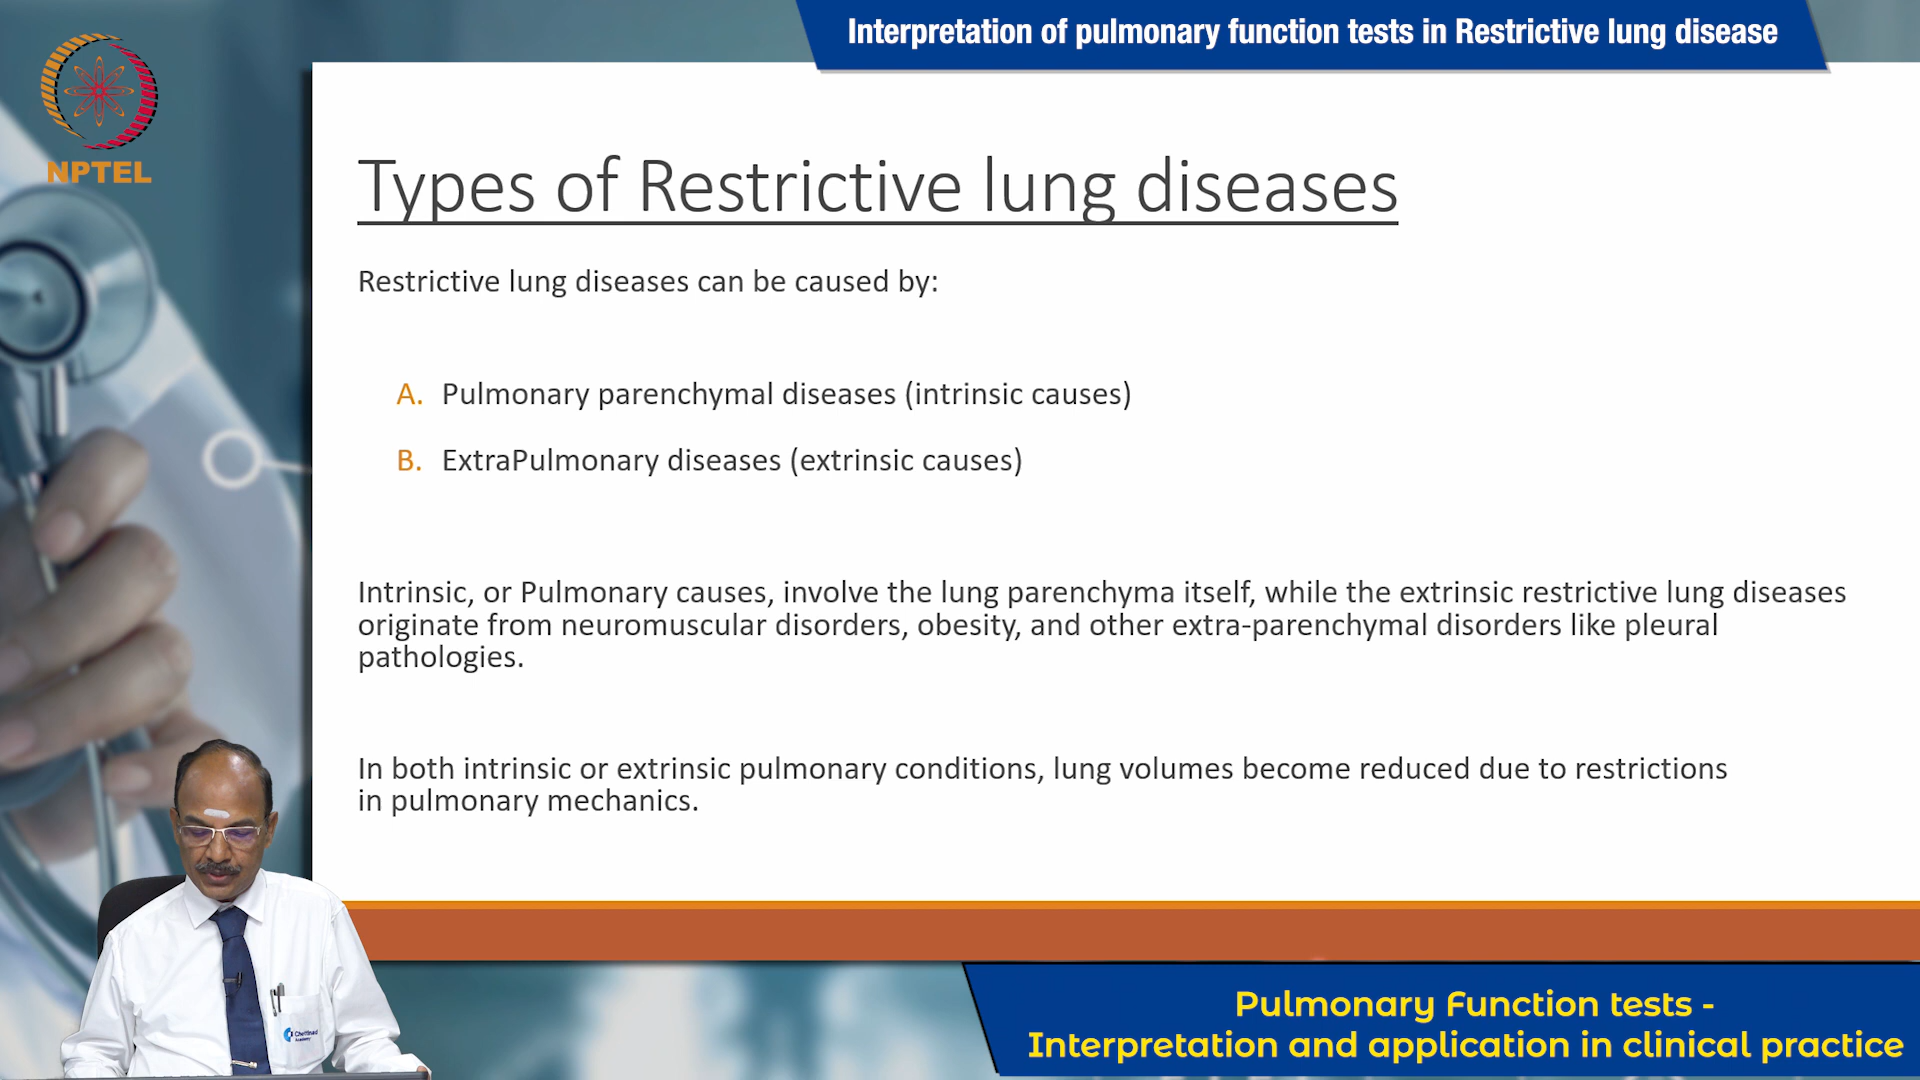 Interpretation of pulmonary function tests in Restrictive lung disease
NPTEL
Types of Restrictive lung diseases
Restrictive lung diseases can be caused by:
A. Pulmonary parenchymal diseases (intrinsic causes)
B. ExtraPulmonary diseases (extrinsic causes)
Intrinsic, or Pulmonary causes, involve the lung parenchyma itself, while the extrinsic restrictive lung diseases
originate from neuromuscular disorders, obesity, and other extra-parenchymal disorders like pleural
pathologies.
In both intrinsic or extrinsic pulmonary conditions, lung volumes become reduced due to restrictions
in pulmonary mechanics.
Chettinad
Academy
Pulmonary Function tests -
Interpretation and application in clinical practice